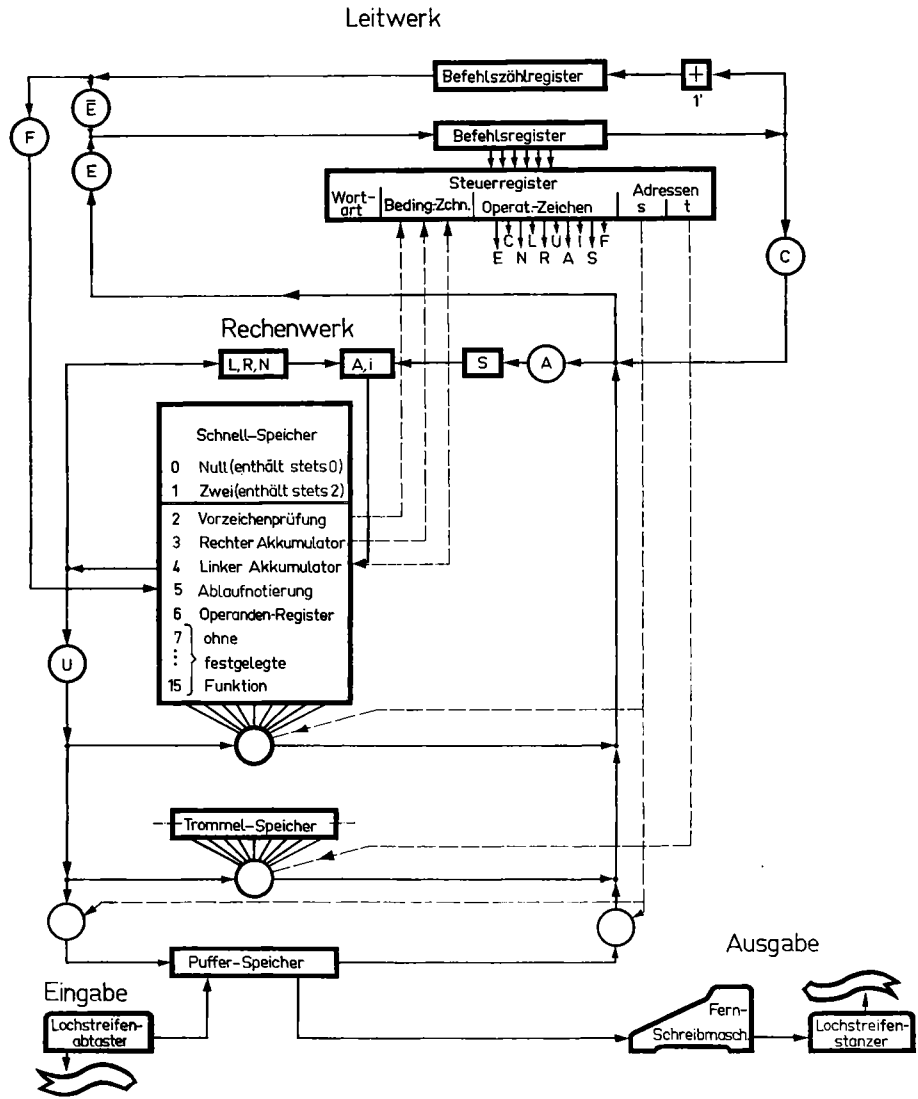 Leitwerk
Befehlszählregister
+
1'
Ē
F
Befehlsregister
E
Steuerregister
Adressen
Wort-
art
Beding.-Zchn.
Operat.-Zeichen
s
t
C L U I F
E N R A S
C
Rechenwerk
L,R,N
A,i
S
A
Schnell-Speicher
0 Null (enthält stets 0)
1 Zwei (enthält stets 2)
2 Vorzeichenprüfung
3 Rechter Akkumulator
4 Linker Akkumulator
5 Ablaufnotierung
6 Operanden-Register
7 ohne
⋮ festgelegte
15 Funktion
U
Trommel-Speicher
Puffer-Speicher
Eingabe
Lochstreifen-
abtaster
Ausgabe
Fern-
Schreibmasch.
Lochstreifen-
stanzer